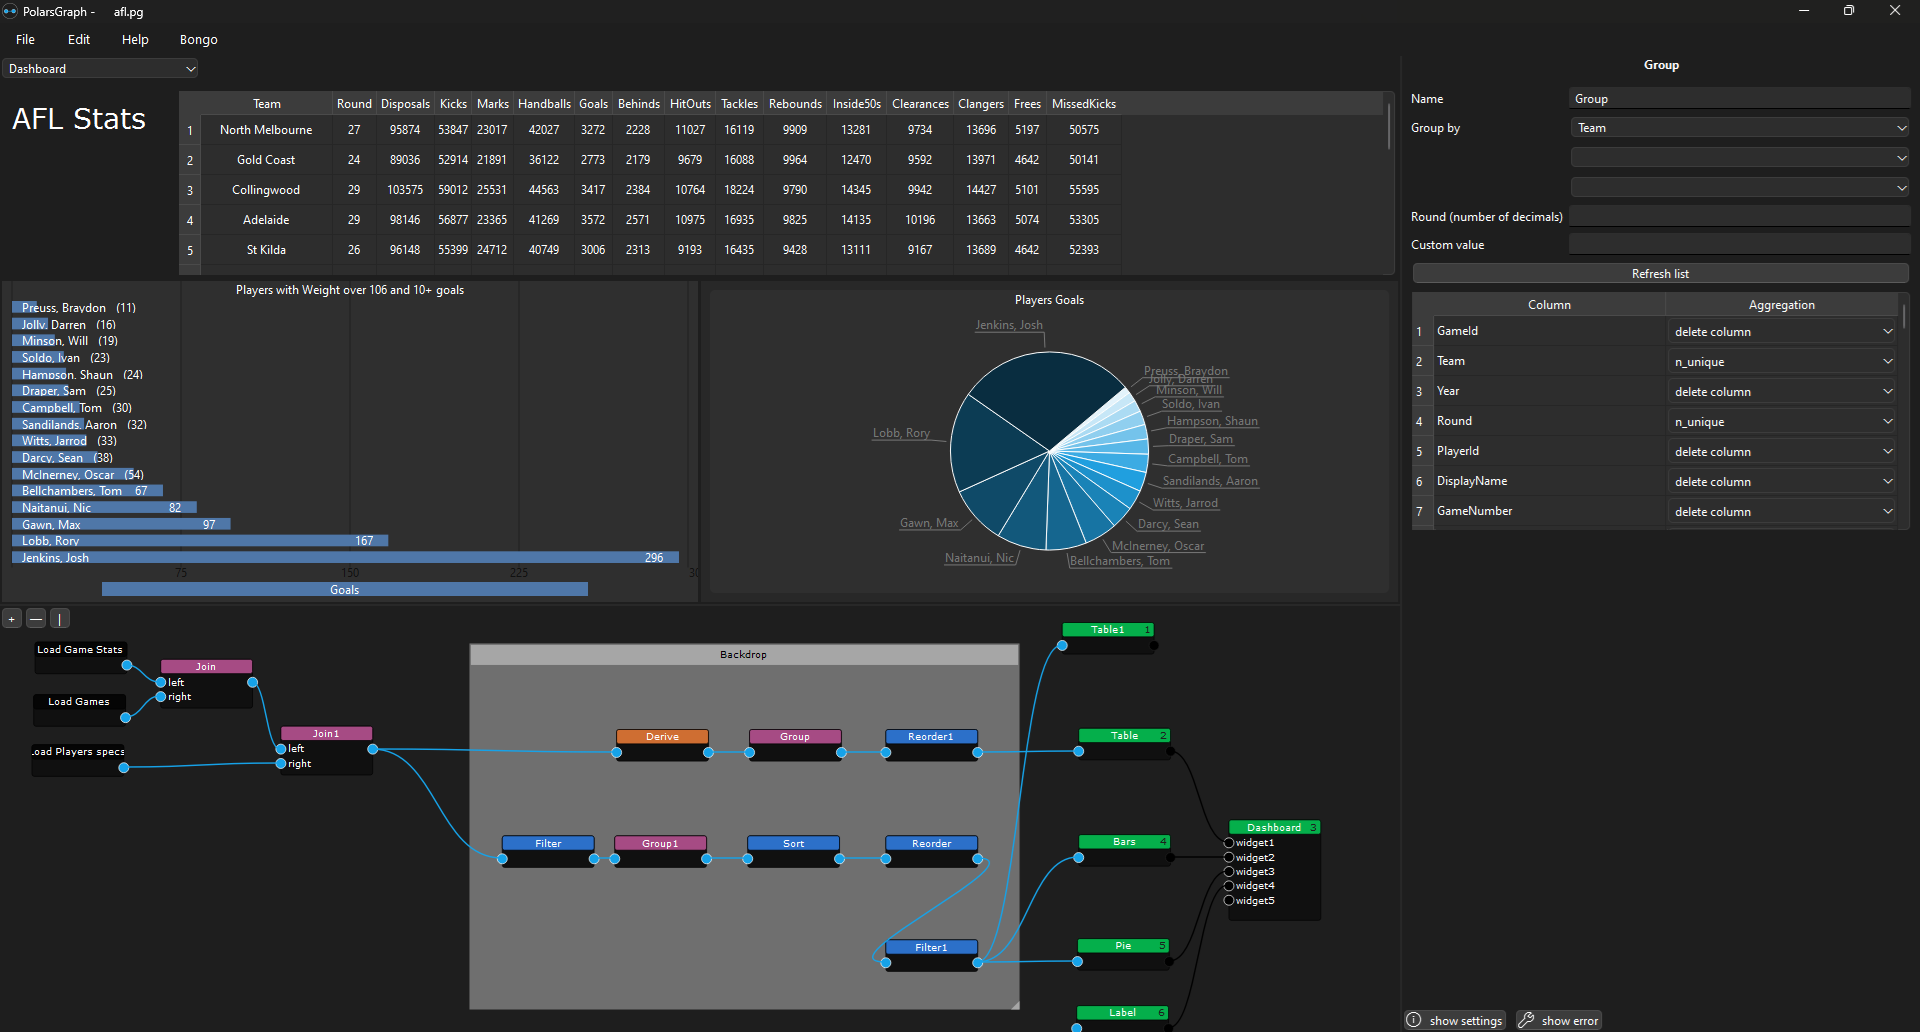 PolarsGraph - afl.pg
File Edit Help Bongo
Dashboard
AFL Stats
Team Round Disposals Kicks Marks Handballs Goals Behinds HitOuts Tackles Rebounds Inside50s Clearances Clangers Frees MissedKicks
1 North Melbourne 27 95874 53847 23017 42027 3272 2228 11027 16119 9909 13281 9734 13696 5197 50575
2 Gold Coast 24 89036 52914 21891 36122 2773 2179 9679 16088 9964 12470 9592 13971 4642 50141
3 Collingwood 29 103575 59012 25531 44563 3417 2384 10764 18224 9790 14345 9942 14427 5101 55595
4 Adelaide 29 98146 56877 23365 41269 3572 2571 10975 16935 9825 14135 10196 13663 5074 53305
5 St Kilda 26 96148 55399 24712 40749 3006 2313 9193 16435 9428 13111 9167 13689 4642 52393
Players with Weight over 106 and 10+ goals
Preuss, Braydon (11)
Jolly, Darren (16)
Minson, Will (19)
Soldo, Ivan (23)
Hampson, Shaun (24)
Draper, Sam (25)
Campbell, Tom (30)
Sandilands, Aaron (32)
Witts, Jarrod (33)
Darcy, Sean (38)
McInerney, Oscar (54)
Bellchambers, Tom 67
Naitanui, Nic 82
Gawn, Max 97
Lobb, Rory 167
Jenkins, Josh 296
75 150 225 30
Goals
Players Goals
Jenkins, Josh
Preuss, Braydon
Jolly, Darren
Minson, Will
Soldo, Ivan
Hampson, Shaun
Draper, Sam
Campbell, Tom
Sandilands, Aaron
Witts, Jarrod
Darcy, Sean
McInerney, Oscar
Bellchambers, Tom
Naitanui, Nic
Gawn, Max
Lobb, Rory
Group
Name Group
Group by Team
Round (number of decimals)
Custom value
Refresh list
Column Aggregation
1 GameId delete column
2 Team n_unique
3 Year delete column
4 Round n_unique
5 PlayerId delete column
6 DisplayName delete column
7 GameNumber delete column
+ — |
Load Game Stats
Load Games
oad Players specs
Join
left
right
Join1
left
right
Backdrop
Derive
Group
Reorder1
Filter
Group1
Sort
Reorder
Filter1
Table1 1
Table 2
Bars 4
Pie 5
Label 6
Dashboard 3
widget1
widget2
widget3
widget4
widget5
show settings show error